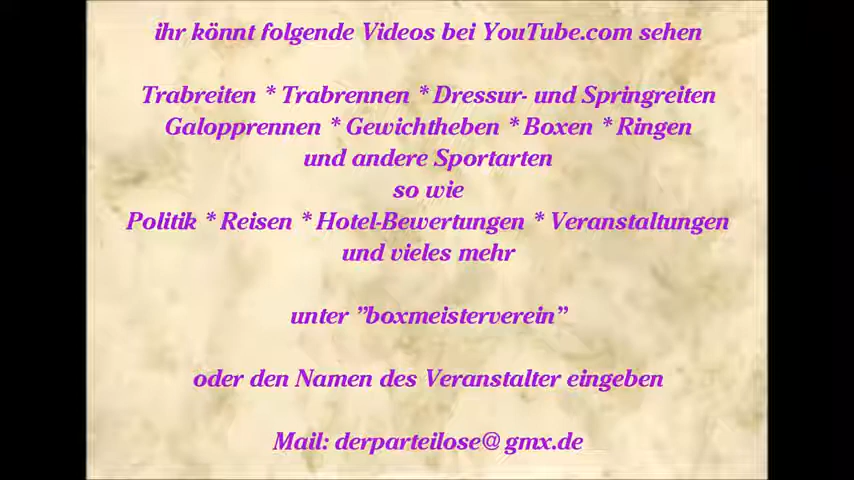 ihr könnt folgende Videos bei YouTube.com sehen
Trabreiten * Trabrennen * Dressur- und Springreiten
Galopprennen * Gewichtheben * Boxen * Ringen
und andere Sportarten
so wie
Politik * Reisen * Hotel-Bewertungen * Veranstaltungen
und vieles mehr
unter "boxmeisterverein"
oder den Namen des Veranstalter eingeben
Mail: derparteilose@gmx.de